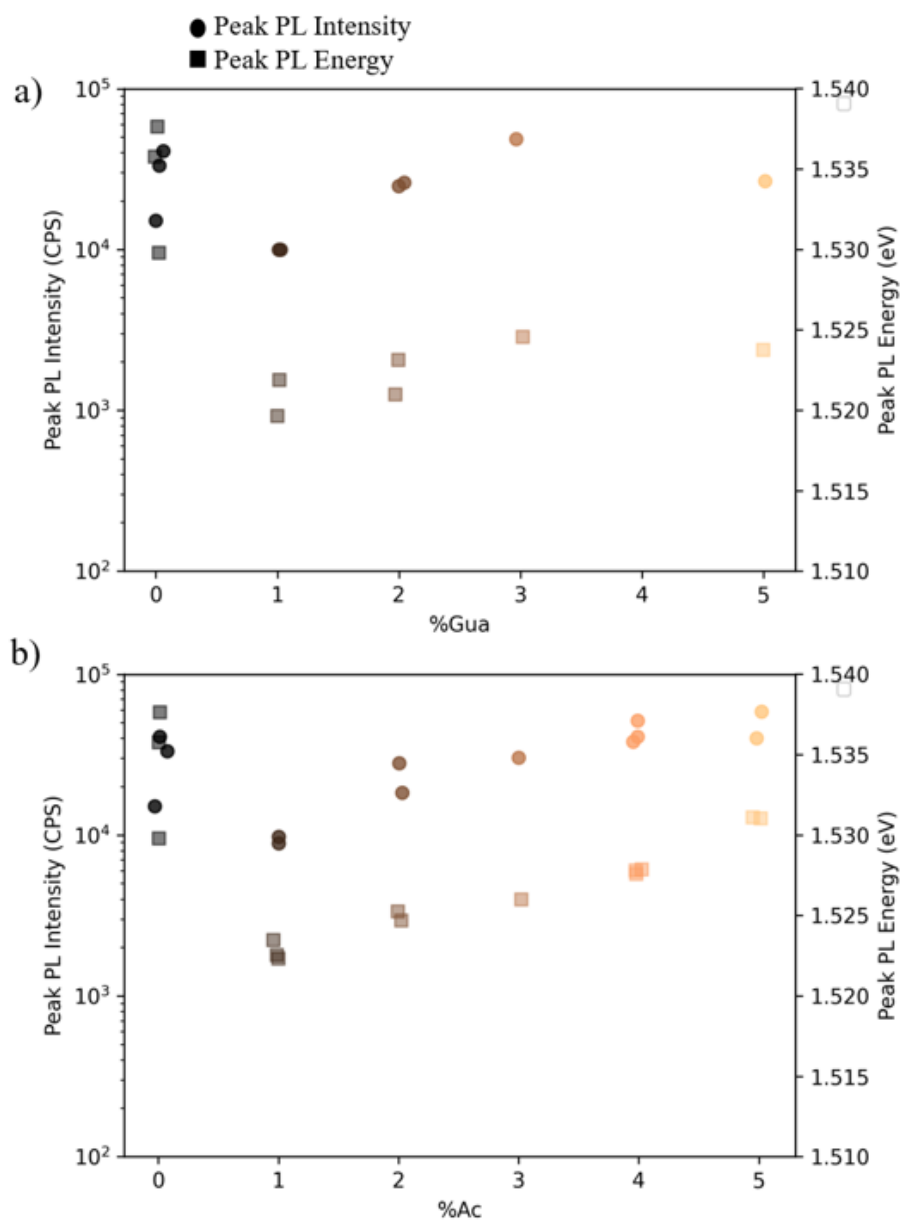 Peak PL Intensity
Peak PL Energy
a)
10^5
10^4
10^3
10^2
Peak PL Intensity (CPS)
1.540
1.535
1.530
1.525
1.520
1.515
1.510
Peak PL Energy (eV)
0 1 2 3 4 5
%Gua
b)
10^5
10^4
10^3
10^2
Peak PL Intensity (CPS)
1.540
1.535
1.530
1.525
1.520
1.515
1.510
Peak PL Energy (eV)
0 1 2 3 4 5
%Ac